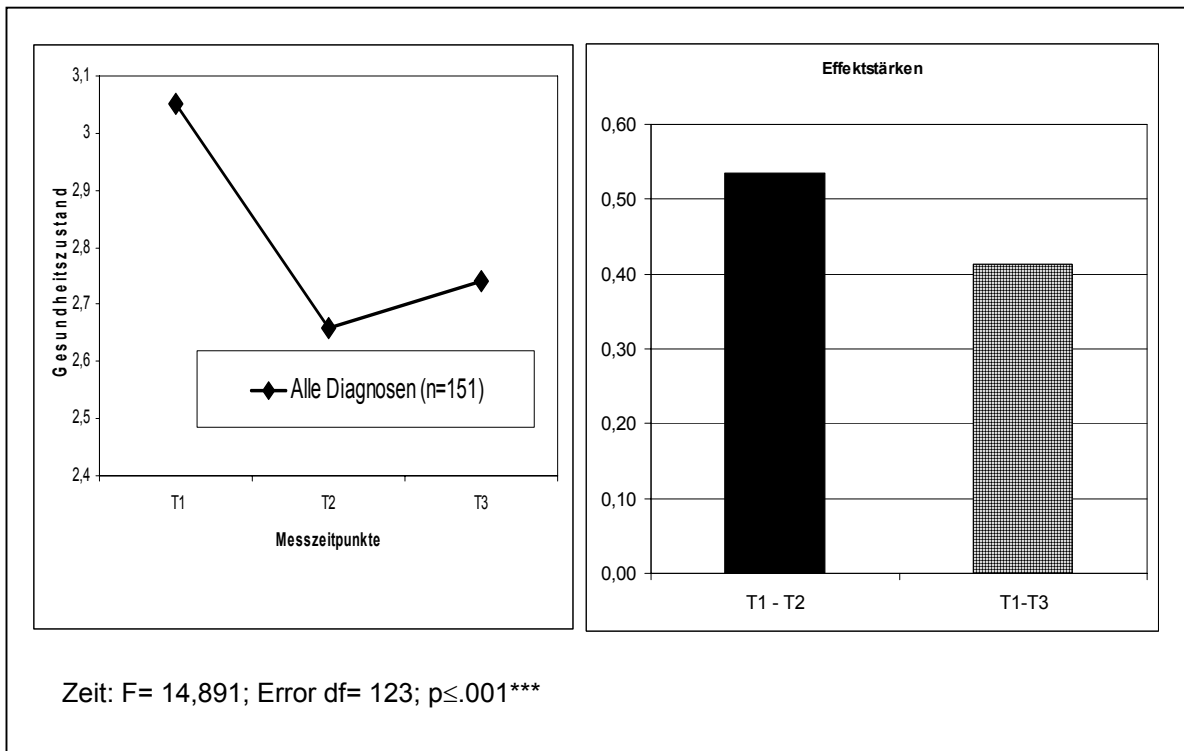 3,1
3
2,9
2,8
2,7
2,6
2,5
2,4
Gesundheitszustand
Alle Diagnosen (n=151)
T1 T2 T3
Messzeitpunkte
Effektstärken
0,60
0,50
0,40
0,30
0,20
0,10
0,00
T1 - T2 T1-T3
Zeit: F= 14,891; Error df= 123; p≤.001***